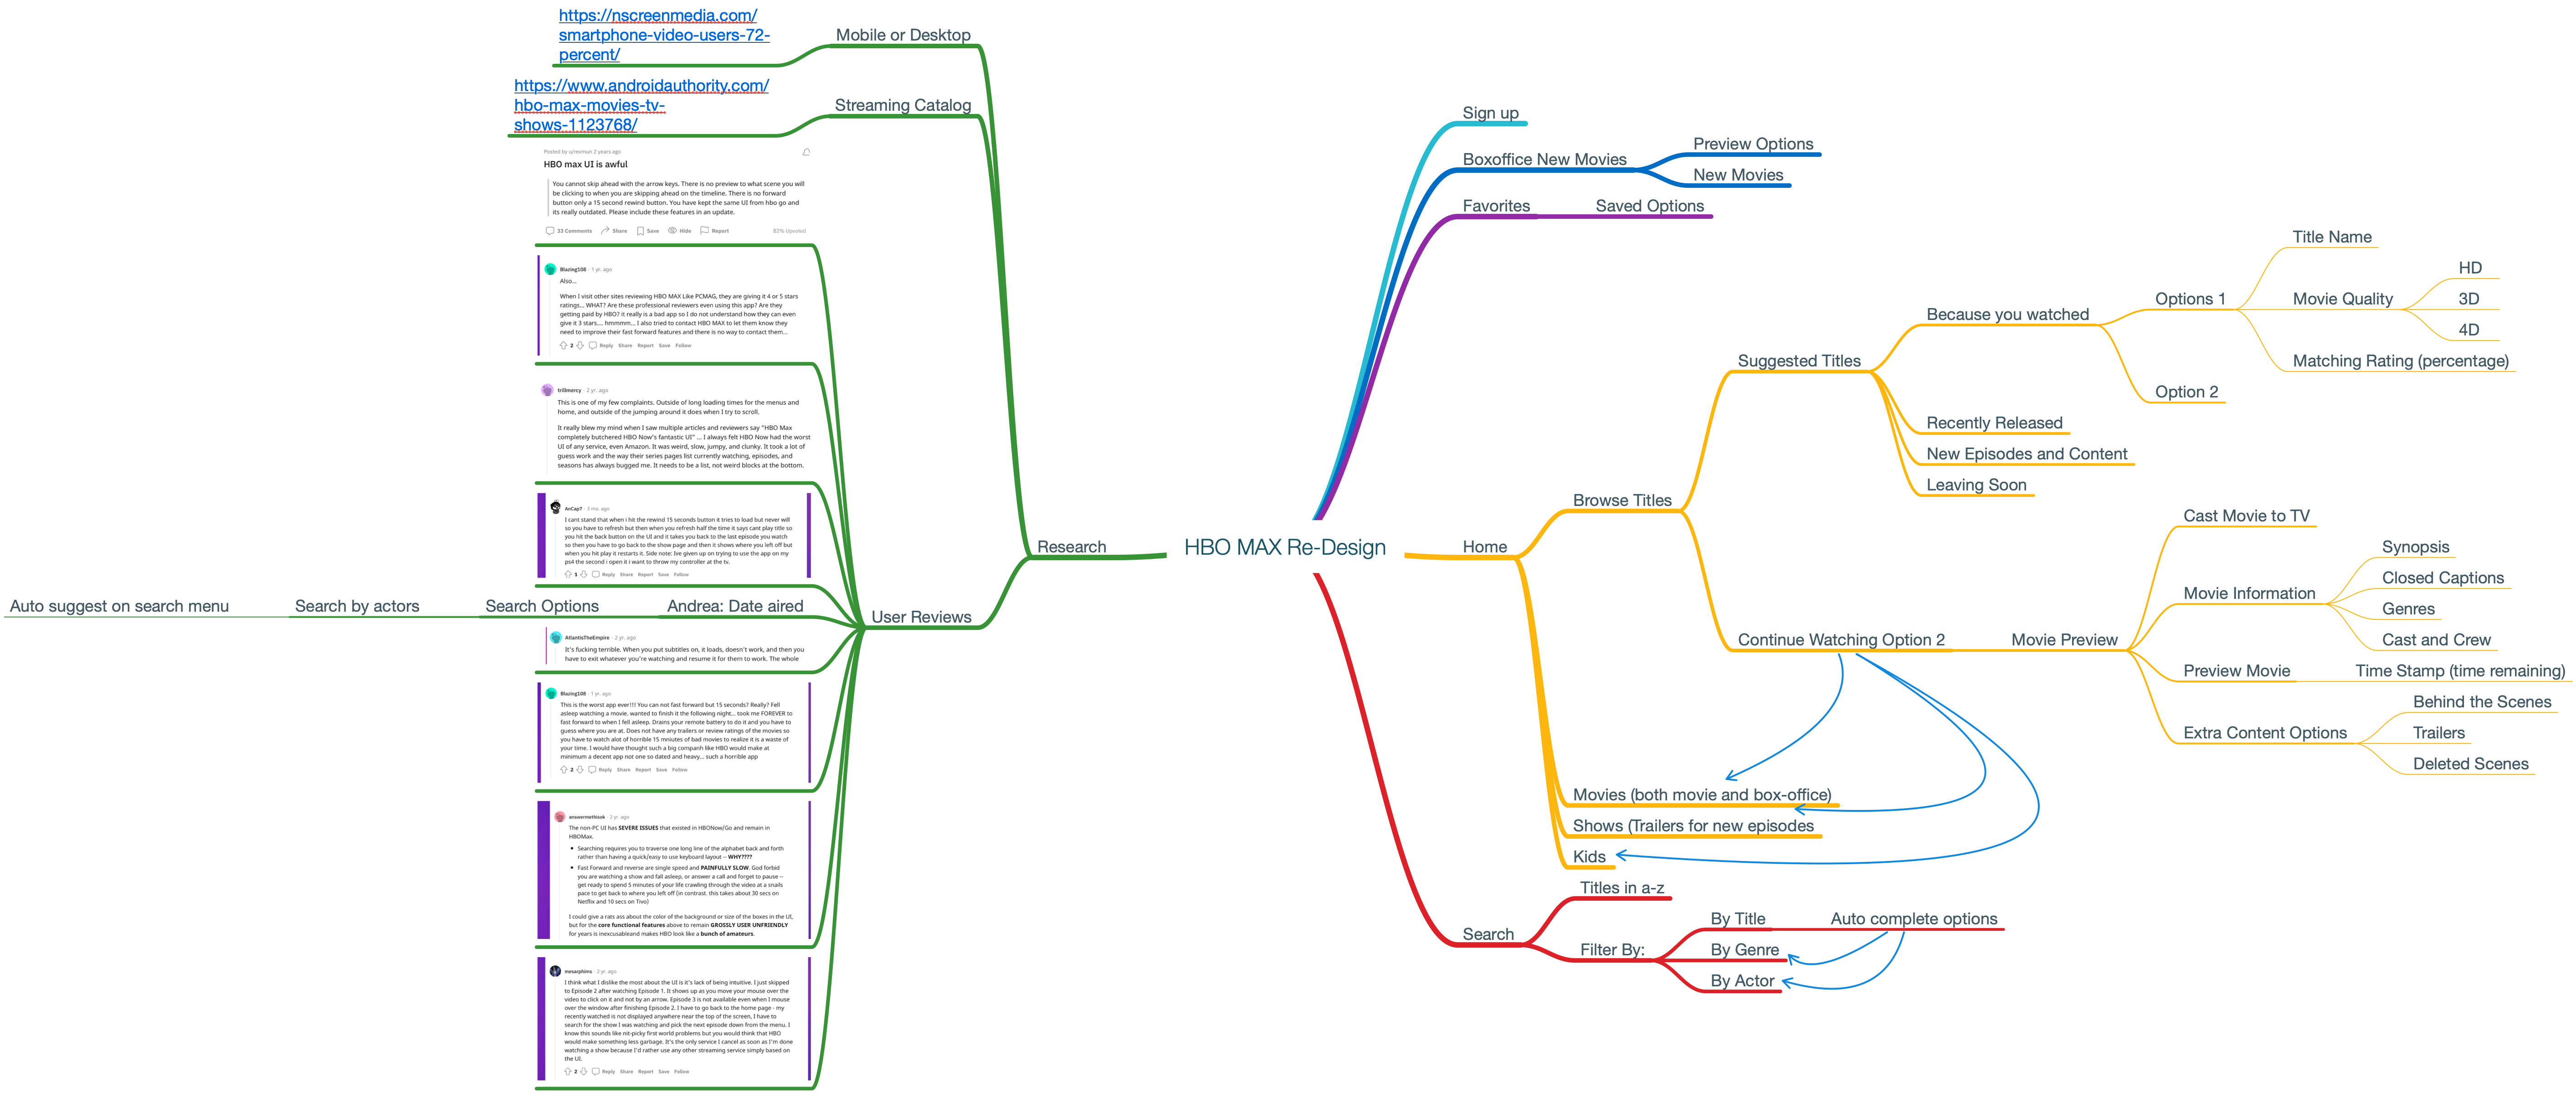 https://nscreenmedia.com/
smartphone-video-users-72-
percent/
Mobile or Desktop
https://www.androidauthority.com/
hbo-max-movies-tv-
shows-1123768/
Streaming Catalog
Posted by u/revmun 2 years ago
HBO max UI is awful
You cannot skip ahead with the arrow keys. There is no preview to what scene you will
be clicking to when you are skipping ahead on the timeline. There is no forward
button only a 15 second rewind button. You have kept the same UI from hbo go and
its really outdated. Please include these features in an update.
33 Comments Share Save Hide Report 82% Upvoted
Blazing108 · 1 yr. ago
Also...
When I visit other sites reviewing HBO MAX Like PCMAG, they are giving it 4 or 5 stars
ratings... WHAT? Are these professional reviewers even using this app? Are they
getting paid by HBO? it really is a bad app so I do not understand how they can even
give it 3 stars.... hmmmm... I also tried to contact HBO MAX to let them know they
need to improve their fast forward features and there is no way to contact them...
2 Reply Share Report Save Follow
trillmercy · 2 yr. ago
This is one of my few complaints. Outside of long loading times for the menus and
home, and outside of the jumping around it does when I try to scroll.
It really blew my mind when I saw multiple articles and reviewers say "HBO Max
completely butchered HBO Now's fantastic UI" ... I always felt HBO Now had the worst
UI of any service, even Amazon. It was weird, slow, jumpy, and clunky. It took a lot of
guess work and the way their series pages list currently watching, episodes, and
seasons has always bugged me. It needs to be a list, not weird blocks at the bottom.
AnCap7 · 3 mo. ago
I cant stand that when i hit the rewind 15 seconds button it tries to load but never will
so you have to refresh but then when you refresh half the time it says cant play title so
you hit the back button on the UI and it takes you back to the last episode you watch
so then you have to go back to the show page and then it shows where you left off but
when you hit play it restarts it. Side note: Ive given up on trying to use the app on my
ps4 the second i open it i want to throw my controller at the tv.
1 Reply Share Report Save Follow
Research
User Reviews
Andrea: Date aired
Search Options
Search by actors
Auto suggest on search menu
AtlantisTheEmpire · 2 yr. ago
It's fucking terrible. When you put subtitles on, it loads, doesn't work, and then you
have to exit whatever you're watching and resume it for them to work. The whole
Blazing108 · 1 yr. ago
This is the worst app ever!!! You can not fast forward but 15 seconds? Really? Fell
asleep watching a movie. wanted to finish it the following night... took me FOREVER to
fast forward to when I fell asleep. Drains your remote battery to do it and you have to
guess where you are at. Does not have any trailers or review ratings of the movies so
you have to watch alot of horrible 15 mniutes of bad movies to realize it is a waste of
your time. I would have thought such a big companh like HBO would make at
minimum a decent app not one so dated and heavy... such a horrible app
2 Reply Share Report Save Follow
answermethisok · 2 yr. ago
The non-PC UI has SEVERE ISSUES that existed in HBONow/Go and remain in
HBOMax.
• Searching requires you to traverse one long line of the alphabet back and forth
rather than having a quick/easy to use keyboard layout -- WHY????
• Fast Forward and reverse are single speed and PAINFULLY SLOW. God forbid
you are watching a show and fall asleep, or answer a call and forget to pause --
get ready to spend 5 minutes of your life crawling through the video at a snails
pace to get back to where you left off (in contrast. this takes about 30 secs on
Netflix and 10 secs on Tivo)
I could give a rats ass about the color of the background or size of the boxes in the UI,
but for the core functional features above to remain GROSSLY USER UNFRIENDLY
for years is inexcusableand makes HBO look like a bunch of amateurs.
mesarphims · 2 yr. ago
I think what I dislike the most about the UI is it's lack of being intuitive. I just skipped
to Episode 2 after watching Episode 1. It shows up as you move your mouse over the
video to click on it and not by an arrow. Episode 3 is not available even when I mouse
over the window after finishing Episode 2. I have to go back to the home page - my
recently watched is not displayed anywhere near the top of the screen, I have to
search for the show I was watching and pick the next episode down from the menu. I
know this sounds like nit-picky first world problems but you would think that HBO
would make something less garbage. It's the only service I cancel as soon as I'm done
watching a show because I'd rather use any other streaming service simply based on
the UI.
2 Reply Share Report Save Follow
HBO MAX Re-Design
Sign up
Boxoffice New Movies
Preview Options
New Movies
Favorites
Saved Options
Home
Browse Titles
Suggested Titles
Because you watched
Options 1
Title Name
Movie Quality
HD
3D
4D
Matching Rating (percentage)
Option 2
Recently Released
New Episodes and Content
Leaving Soon
Continue Watching Option 2
Movie Preview
Cast Movie to TV
Movie Information
Synopsis
Closed Captions
Genres
Cast and Crew
Preview Movie
Time Stamp (time remaining)
Extra Content Options
Behind the Scenes
Trailers
Deleted Scenes
Movies (both movie and box-office)
Shows (Trailers for new episodes
Kids
Search
Titles in a-z
Filter By:
By Title
Auto complete options
By Genre
By Actor